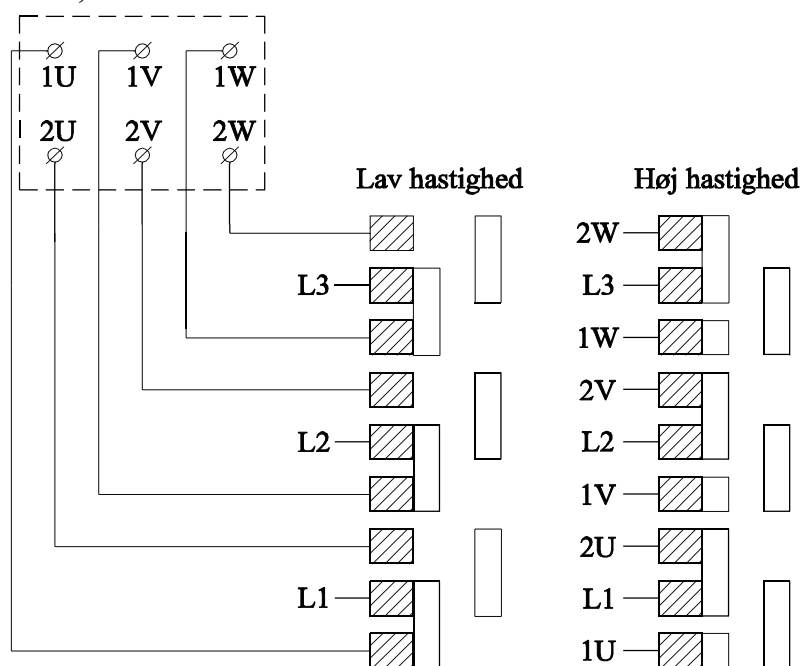 1U 1V 1W
2U 2V 2W
Lav hastighed
L3
L2
L1
Høj hastighed
2W
L3
1W
2V
L2
1V
2U
L1
1U